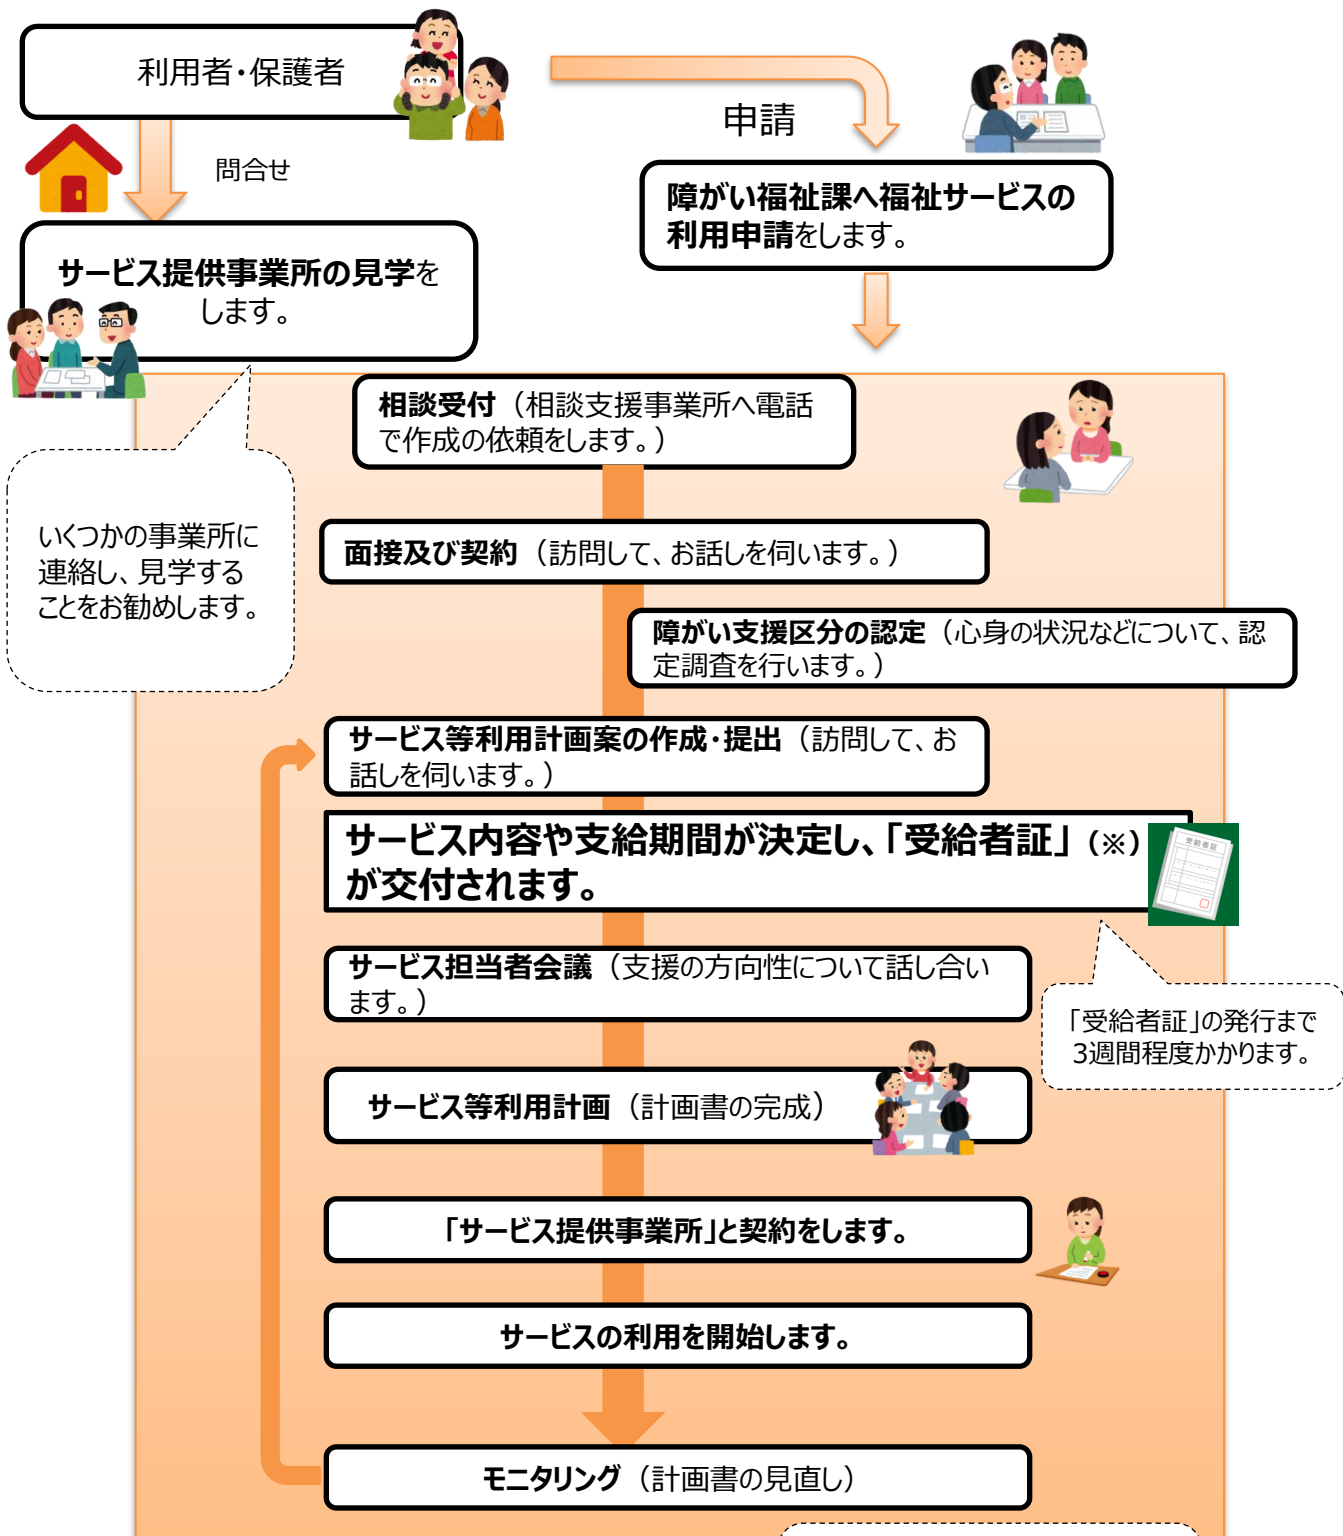 利用者・保護者
申請
問合せ
障がい福祉課へ福祉サービスの
利用申請をします。
サービス提供事業所の見学を
します。
相談受付（相談支援事業所へ電話
で作成の依頼をします。）
いくつかの事業所に
連絡し、見学する
ことをお勧めします。
面接及び契約（訪問して、お話しを伺います。）
障がい支援区分の認定（心身の状況などについて、認
定調査を行います。）
サービス等利用計画案の作成・提出（訪問して、お
話しを伺います。）
サービス内容や支給期間が決定し、「受給者証」（※）
が交付されます。
受給者証
サービス担当者会議（支援の方向性について話し合い
ます。）
「受給者証」の発行まで
3週間程度かかります。
サービス等利用計画（計画書の完成）
「サービス提供事業所」と契約をします。
サービスの利用を開始します。
モニタリング（計画書の見直し）